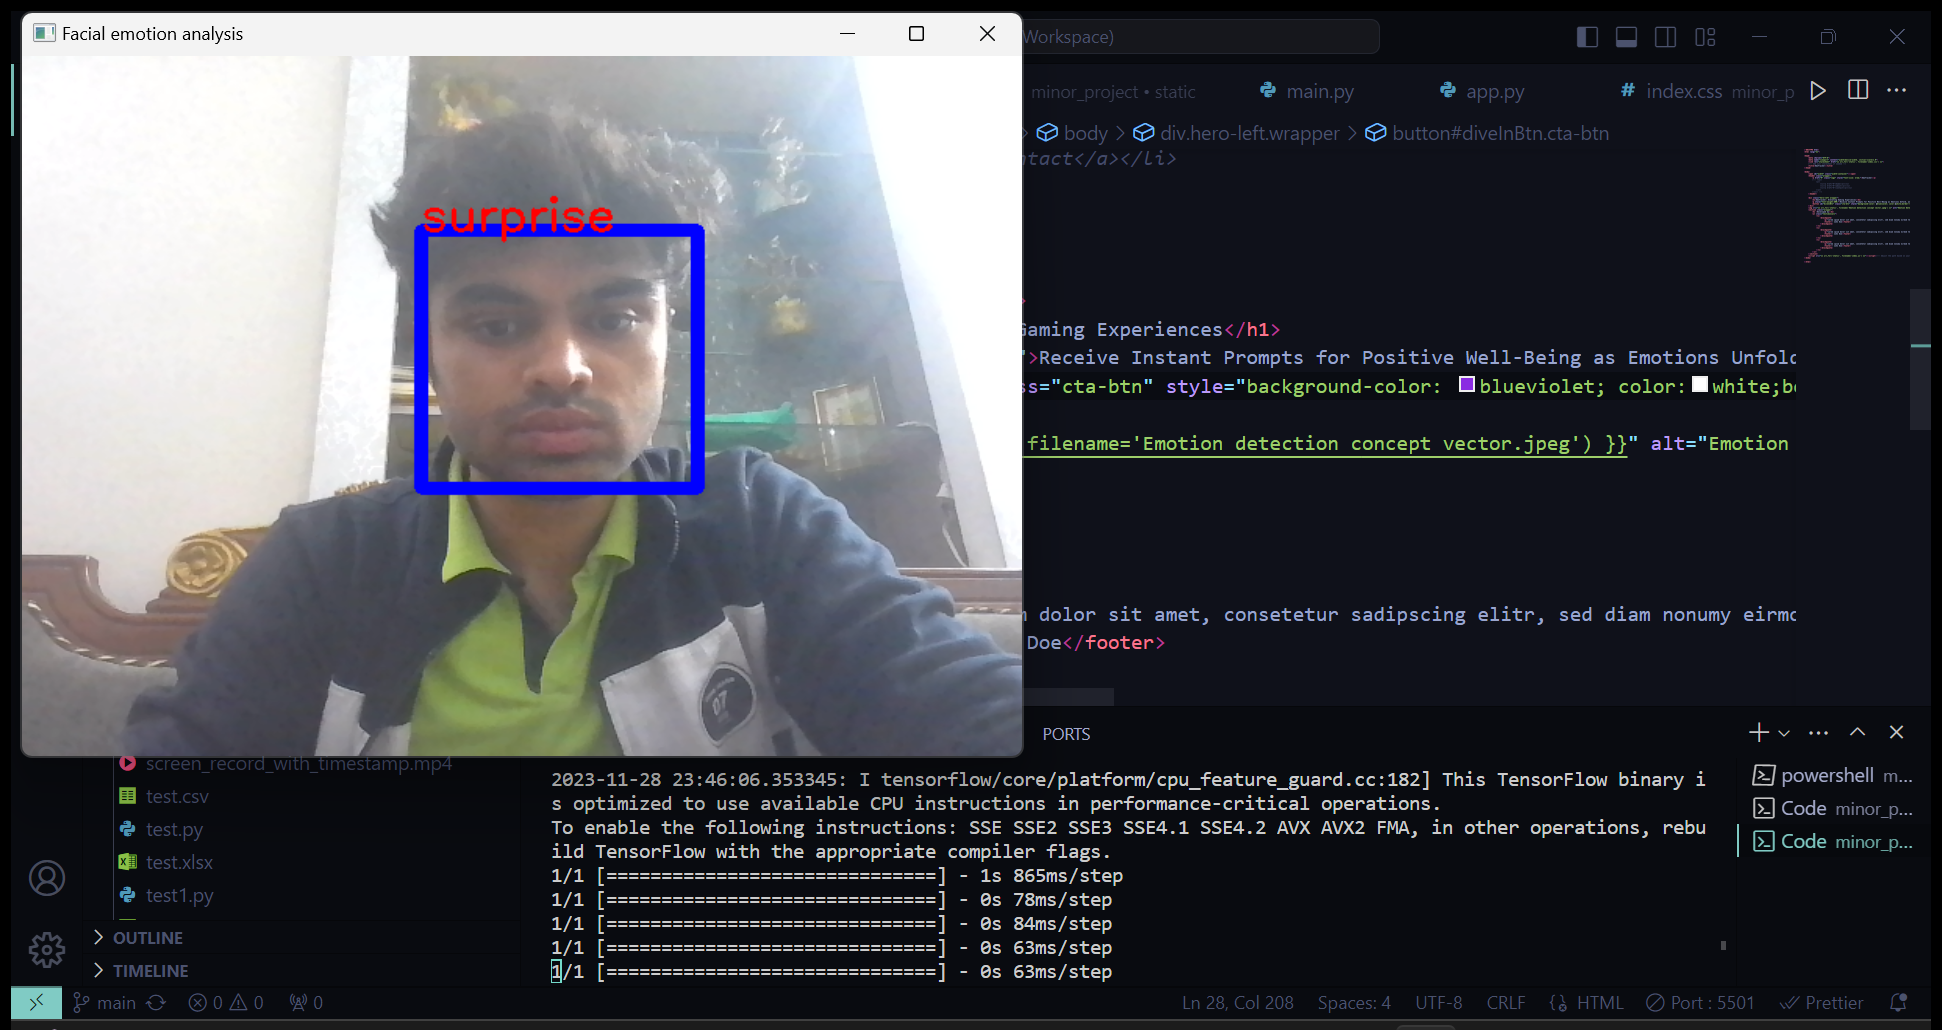 Facial emotion analysis
Workspace)
surprise
07
minor_project • static
main.py
app.py
# index.css minor_p
body
div.hero-left.wrapper
button#diveInBtn.cta-btn
ntact</a></li>
>
Gaming Experiences</h1>
">Receive Instant Prompts for Positive Well-Being as Emotions Unfold
ss="cta-btn" style="background-color: blueviolet; color: white;bo
filename='Emotion detection concept vector.jpeg') }}" alt="Emotion
m dolor sit amet, consetetur sadipscing elitr, sed diam nonumy eirmo
Doe</footer>
PORTS
screen_record_with_timestamp.mp4
test.csv
test.py
test.xlsx
test1.py
OUTLINE
TIMELINE
2023-11-28 23:46:06.353345: I tensorflow/core/platform/cpu_feature_guard.cc:182] This TensorFlow binary i
s optimized to use available CPU instructions in performance-critical operations.
To enable the following instructions: SSE SSE2 SSE3 SSE4.1 SSE4.2 AVX AVX2 FMA, in other operations, rebu
ild TensorFlow with the appropriate compiler flags.
1/1 [==============================] - 1s 865ms/step
1/1 [==============================] - 0s 78ms/step
1/1 [==============================] - 0s 84ms/step
1/1 [==============================] - 0s 63ms/step
1/1 [==============================] - 0s 63ms/step
powershell m...
Code minor_p...
Code minor_p...
main
0 0
0
Ln 28, Col 208
Spaces: 4
UTF-8
CRLF
HTML
Port : 5501
Prettier